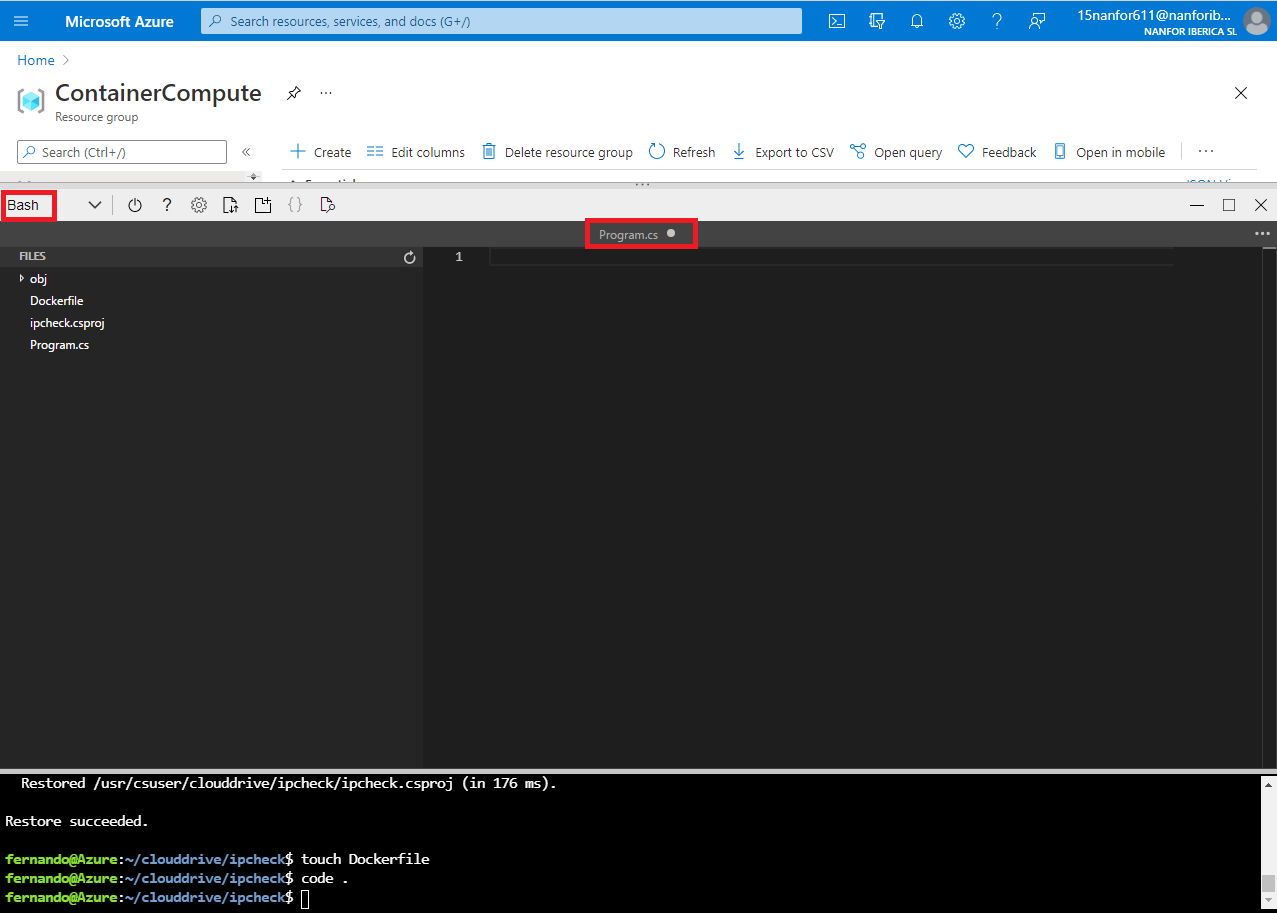 Microsoft Azure
Search resources, services, and docs (G+/)
15nanfor611@nanforib...
NANFOR IBERICA SL
Home
ContainerCompute
Resource group
Search (Ctrl+/)
Create
Edit columns
Delete resource group
Refresh
Export to CSV
Open query
Feedback
Open in mobile
Bash
Program.cs
FILES
1
obj
Dockerfile
ipcheck.csproj
Program.cs
Restored /usr/csuser/clouddrive/ipcheck/ipcheck.csproj (in 176 ms).
Restore succeeded.
fernando@Azure:~/clouddrive/ipcheck$ touch Dockerfile
fernando@Azure:~/clouddrive/ipcheck$ code .
fernando@Azure:~/clouddrive/ipcheck$